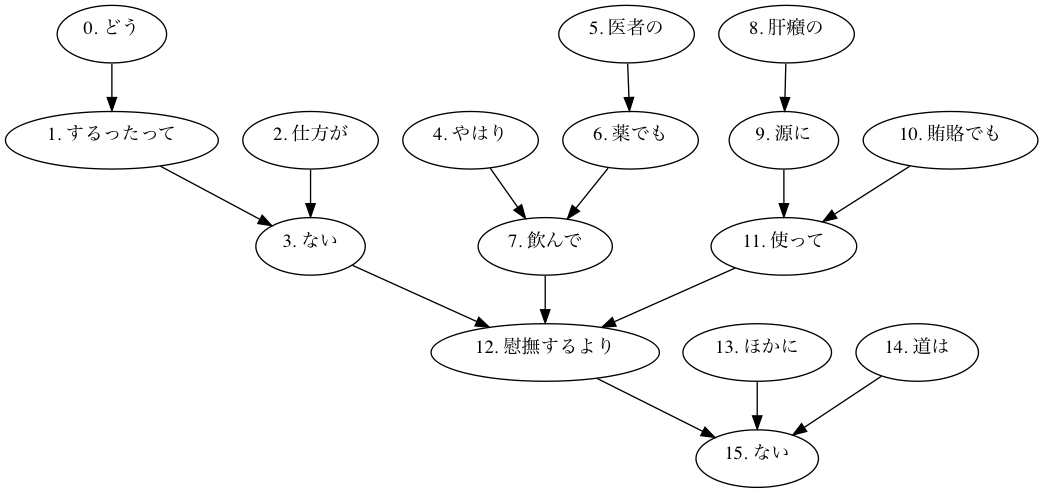 0. どう
5. 医者の
8. 肝癪の
1. するったって
2. 仕方が
4. やはり
6. 薬でも
9. 源に
10. 賄賂でも
3. ない
7. 飲んで
11. 使って
12. 慰撫するより
13. ほかに
14. 道は
15. ない